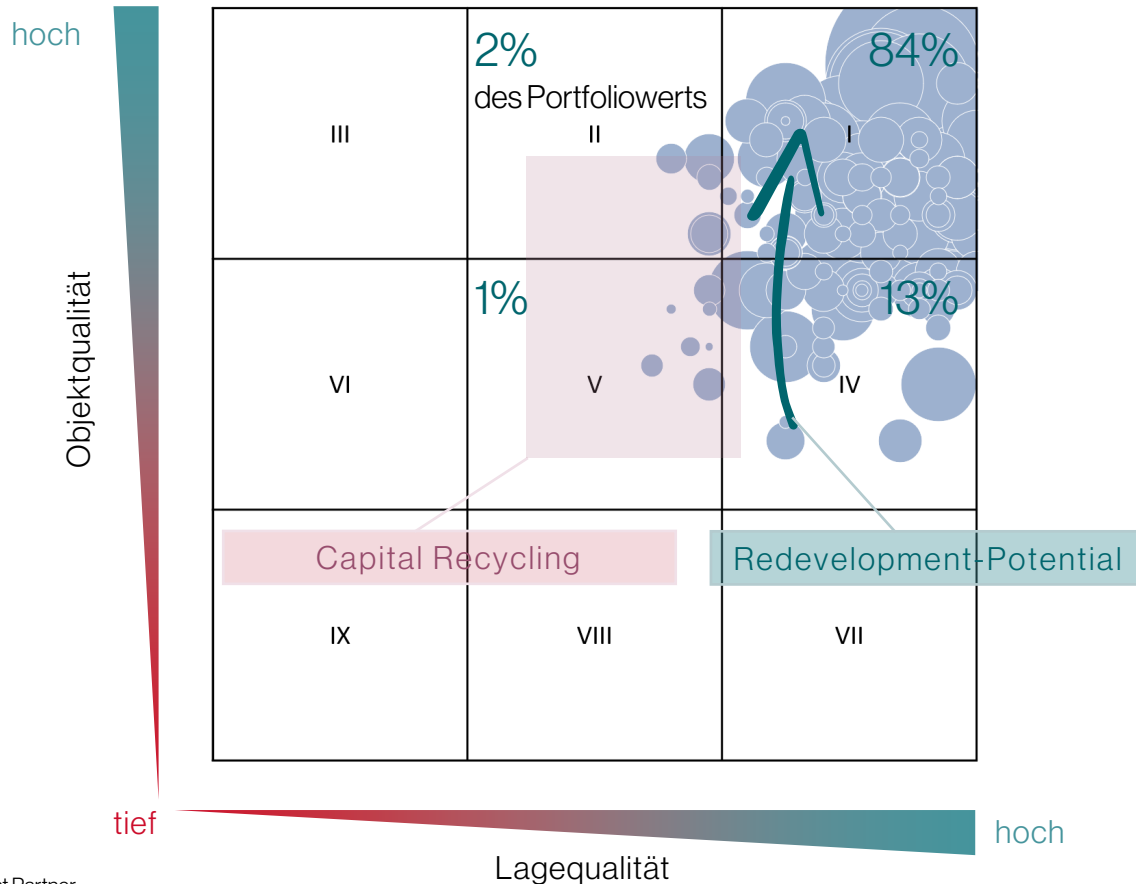 hoch
2%
84%
des Portfoliowerts
III
II
I
Objektqualität
1%
13%
VI
V
IV
Capital Recycling
Redevelopment-Potential
IX
VIII
VII
tief
hoch
Lagequalität
Partner